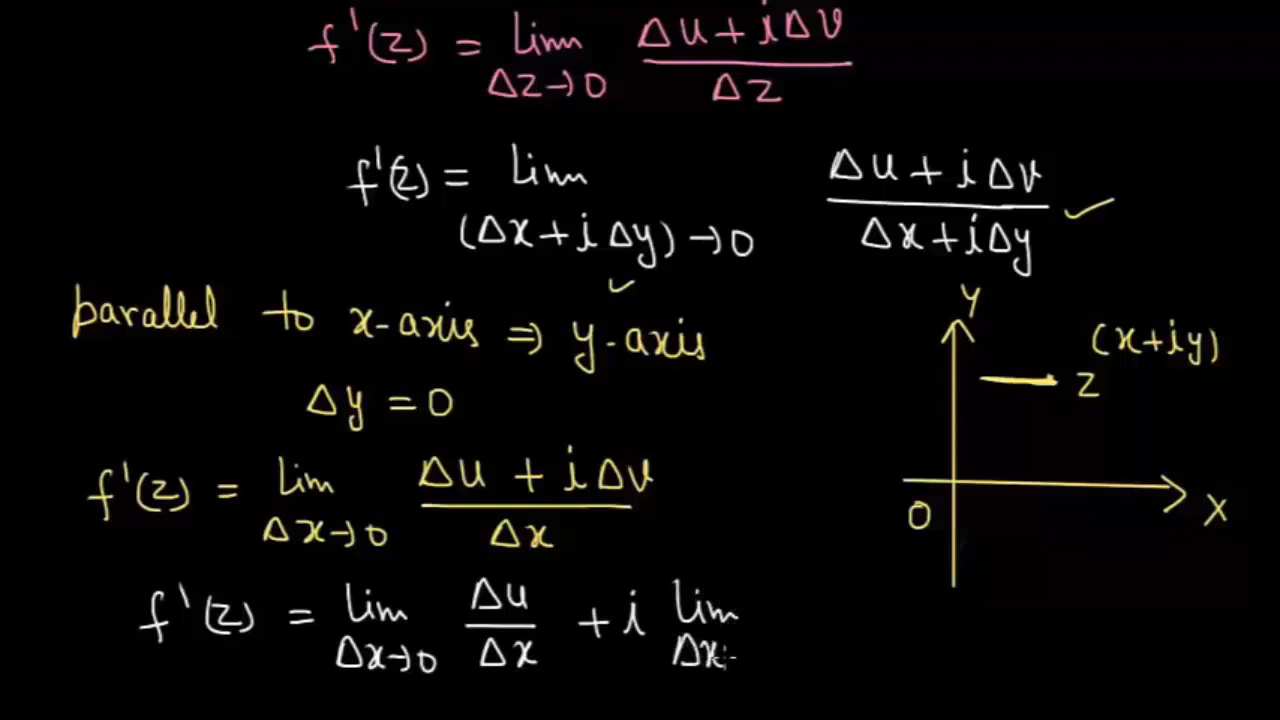 f'(z) = lim Δz→0 (Δu + iΔv)/Δz
f'(z) = lim (Δx + iΔy) → 0 (Δu + iΔv)/(Δx + iΔy) ✓
✓
parallel to x-axis ⇒ y-axis
Y
(x+iy)
z
Δy = 0
f'(z) = lim Δx→0 (Δu + iΔv)/Δx
O X
f'(z) = lim Δx→0 Δu/Δx + i lim Δx-